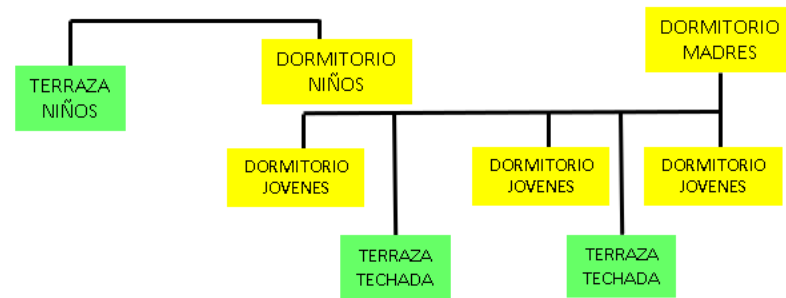 DORMITORIO
MADRES
DORMITORIO
NIÑOS
TERRAZA
NIÑOS
DORMITORIO
JOVENES
DORMITORIO
JOVENES
DORMITORIO
JOVENES
TERRAZA
TECHADA
TERRAZA
TECHADA